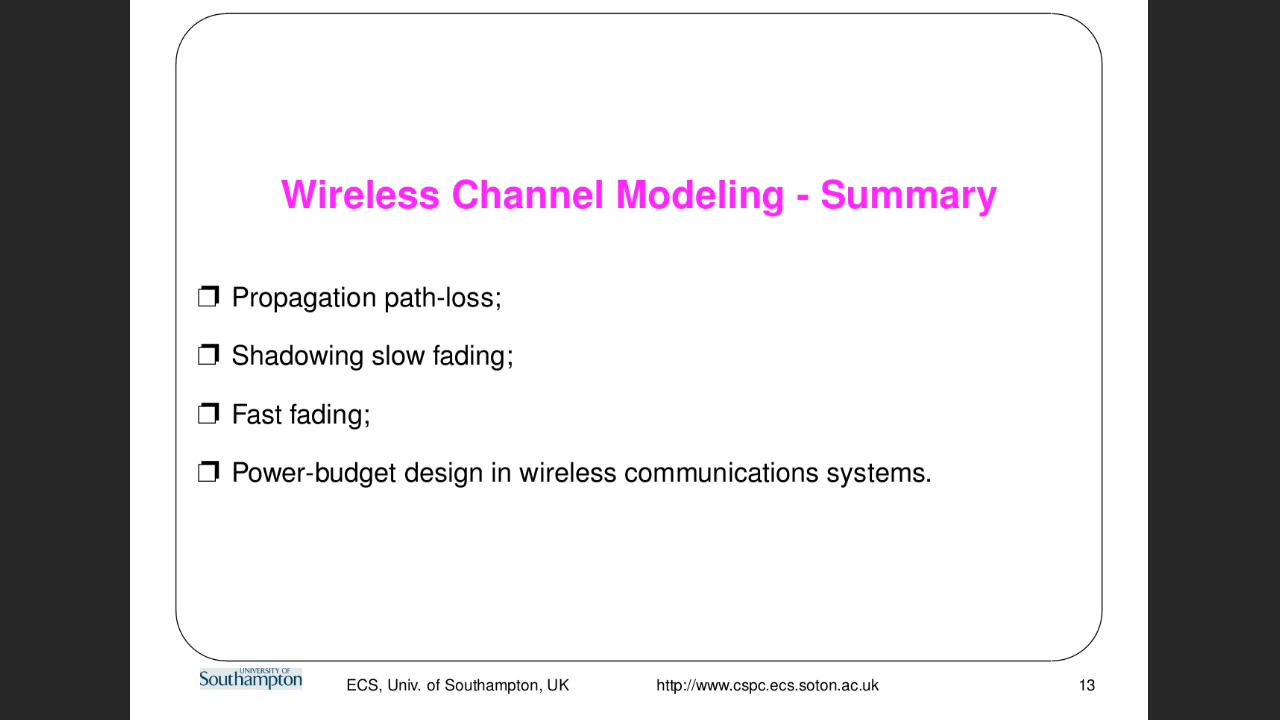 Wireless Channel Modeling - Summary
❐ Propagation path-loss;
❐ Shadowing slow fading;
❐ Fast fading;
❐ Power-budget design in wireless communications systems.
UNIVERSITY OF
Southampton
ECS, Univ. of Southampton, UK http://www.cspc.ecs.soton.ac.uk 13